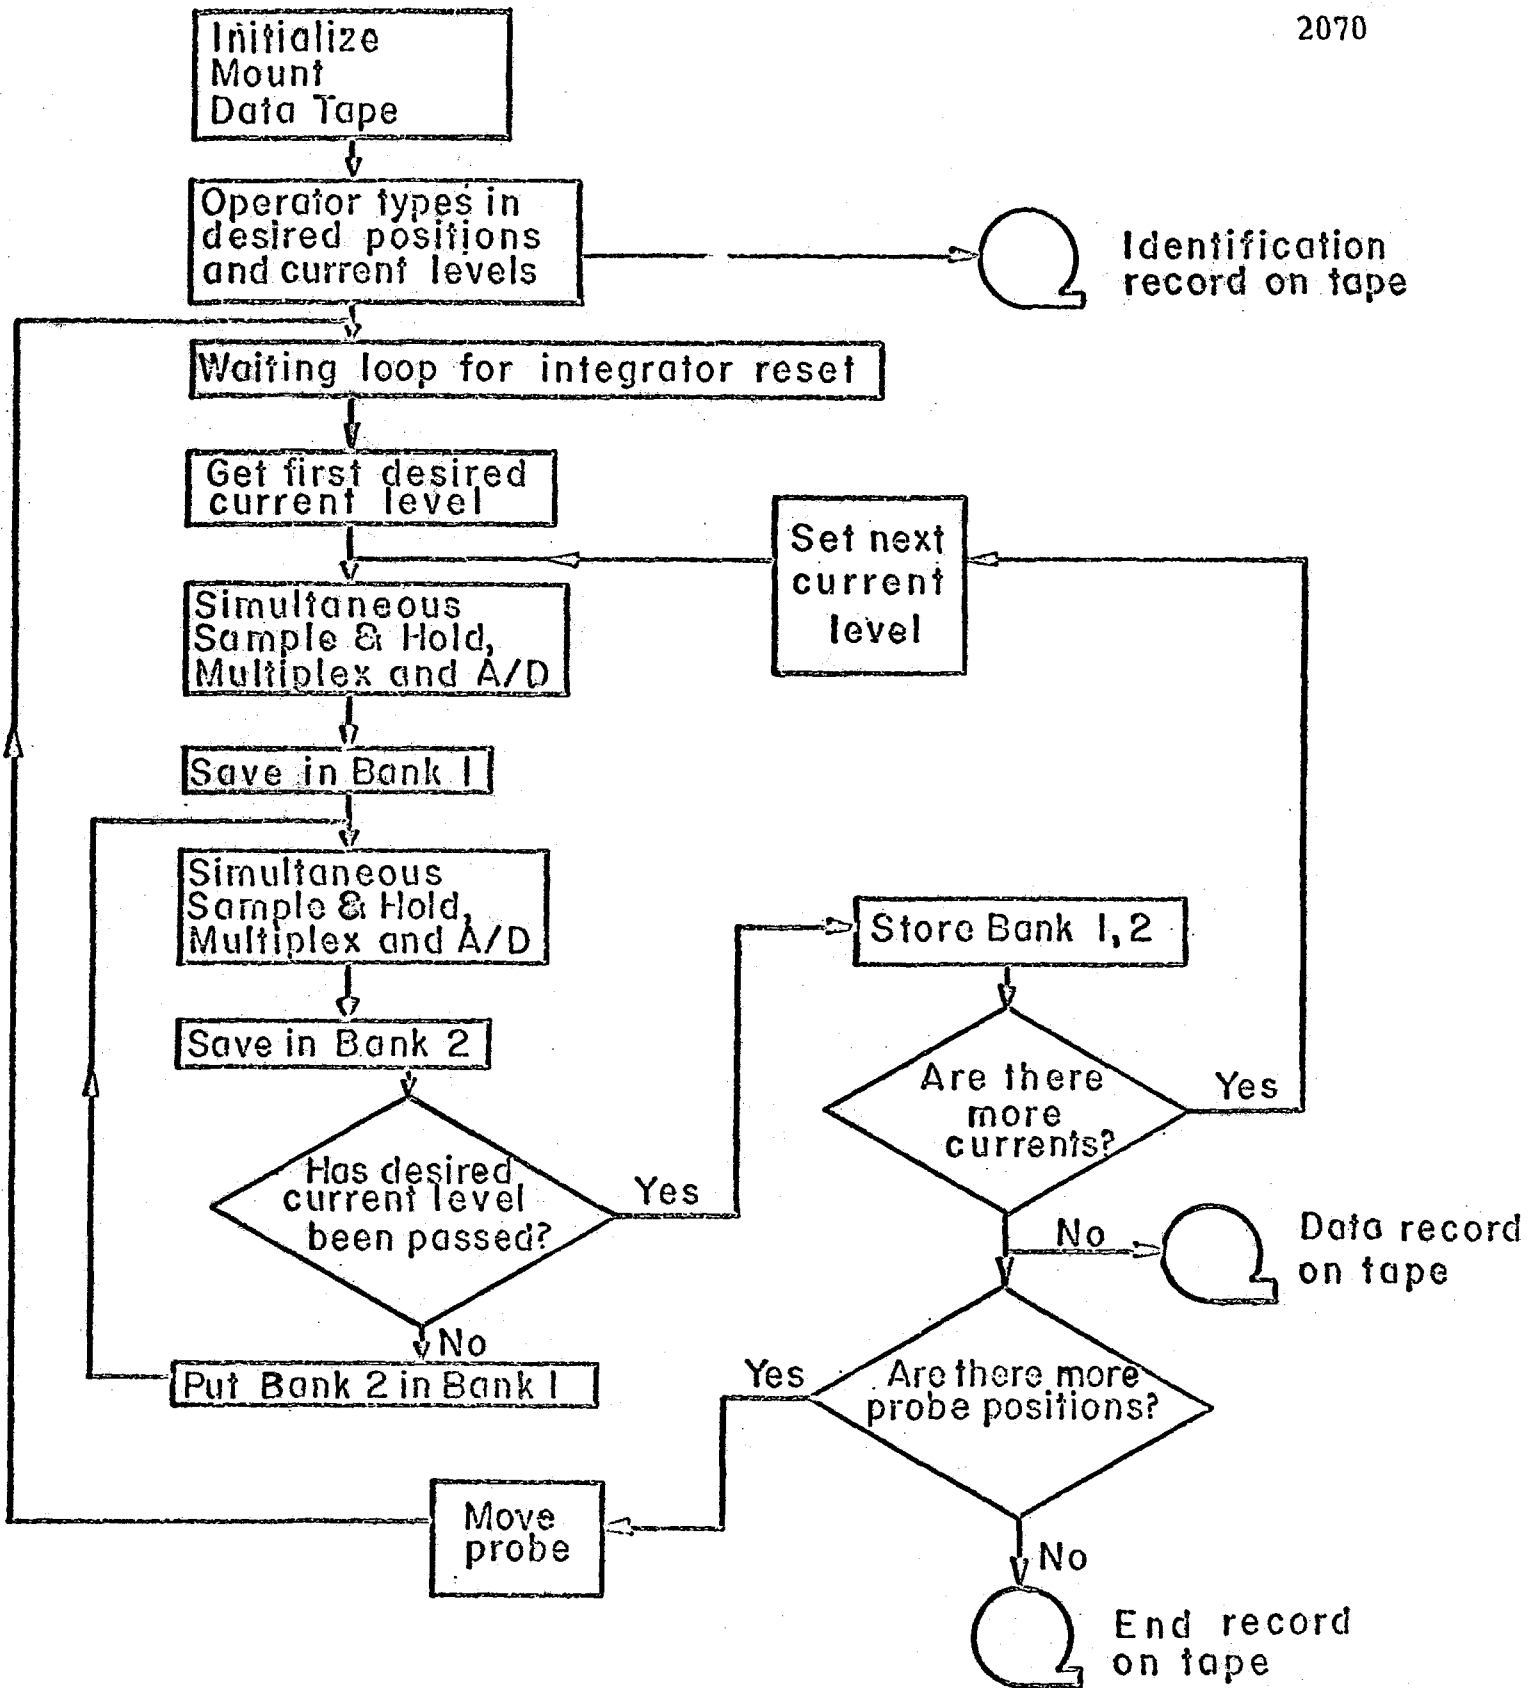 2070
Initialize
Mount
Data Tape
Operator types in
desired positions
and current levels
Identification
record on tape
Waiting loop for integrator reset
Get first desired
current level
Set next
current
level
Simultaneous
Sample & Hold,
Multiplex and A/D
Save in Bank 1
Simultaneous
Sample & Hold,
Multiplex and A/D
Save in Bank 2
Has desired
current level
been passed?
Yes
No
Put Bank 2 in Bank 1
Store Bank 1,2
Are there
more
currents?
Yes
No
Data record
on tape
Are there more
probe positions?
Yes
Move
probe
No
End record
on tape